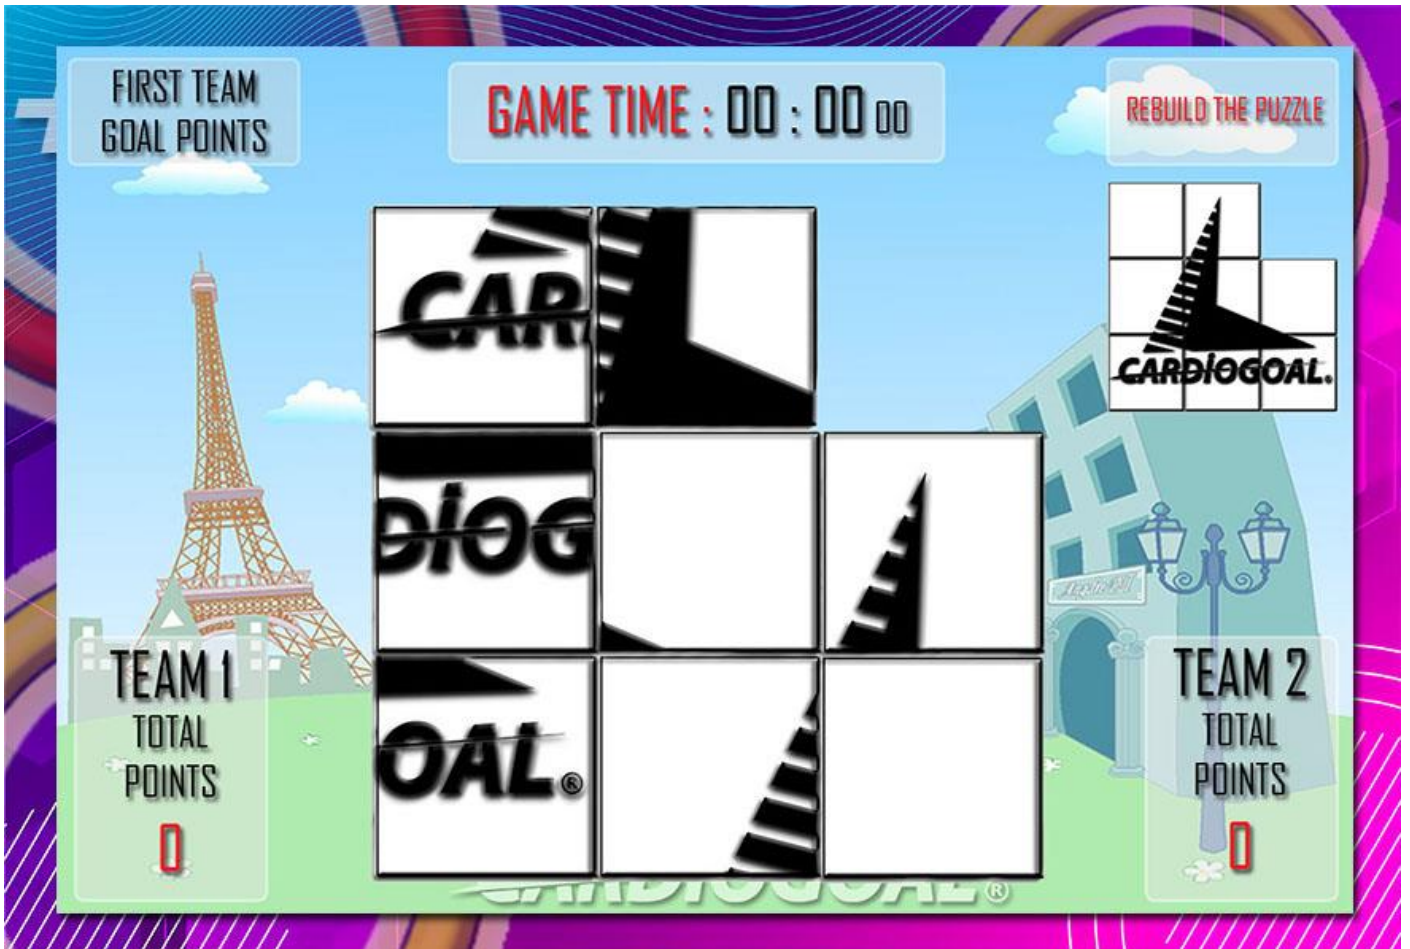 FIRST TEAM
GOAL POINTS
GAME TIME : 00 : 00 00
REBUILD THE PUZZLE
CARDIOGOAL.
CAR
DIOG
OAL.®
TEAM 1
TOTAL
POINTS
0
TEAM 2
TOTAL
POINTS
0
CARDIOGOAL®